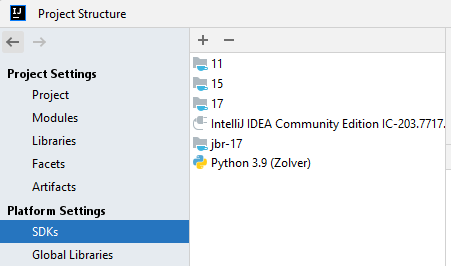 IJ Project Structure
Project Settings
Project
Modules
Libraries
Facets
Artifacts
Platform Settings
SDKs
Global Libraries
11
15
17
IntelliJ IDEA Community Edition IC-203.7717.
jbr-17
Python 3.9 (Zolver)